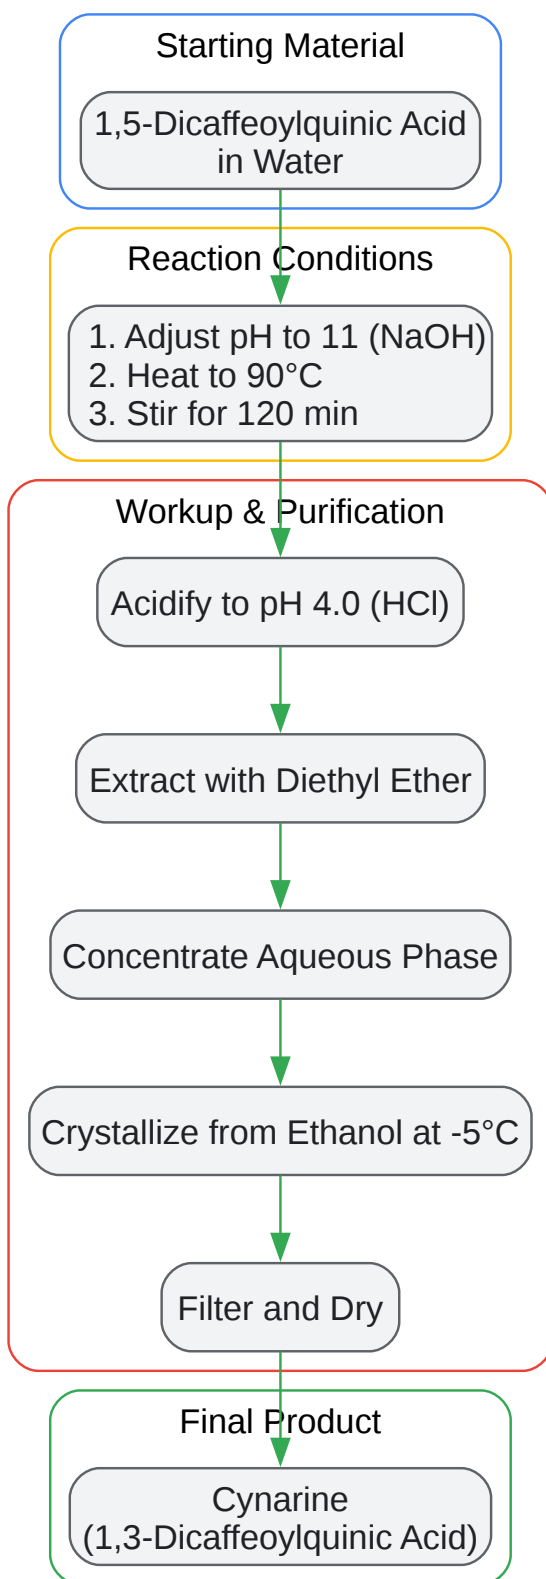 Starting Material
1,5-Dicaffeoylquinic Acid
in Water
Reaction Conditions
1. Adjust pH to 11 (NaOH)
2. Heat to 90°C
3. Stir for 120 min
Workup & Purification
Acidify to pH 4.0 (HCl)
Extract with Diethyl Ether
Concentrate Aqueous Phase
Crystallize from Ethanol at -5°C
Filter and Dry
Final Product
Cynarine
(1,3-Dicaffeoylquinic Acid)